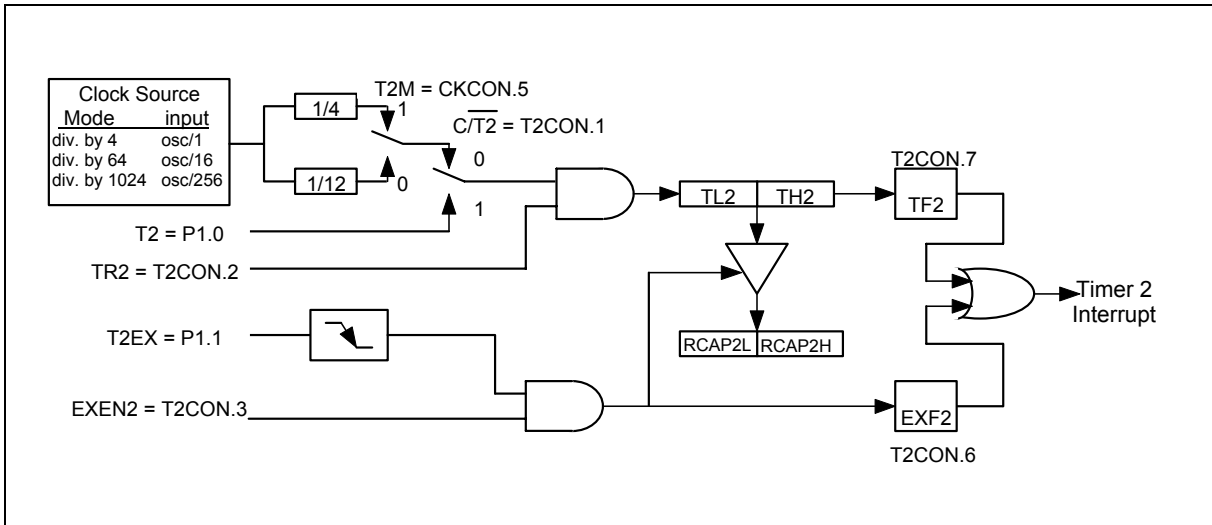 Clock Source
Mode input
div. by 4 osc/1
div. by 64 osc/16
div. by 1024 osc/256
1/4
1/12
T2M = CKCON.5
1
0
C/T2 = T2CON.1
0
1
T2 = P1.0
TR2 = T2CON.2
TL2 TH2
T2CON.7
TF2
T2EX = P1.1
RCAP2L RCAP2H
Timer 2
Interrupt
EXEN2 = T2CON.3
EXF2
T2CON.6